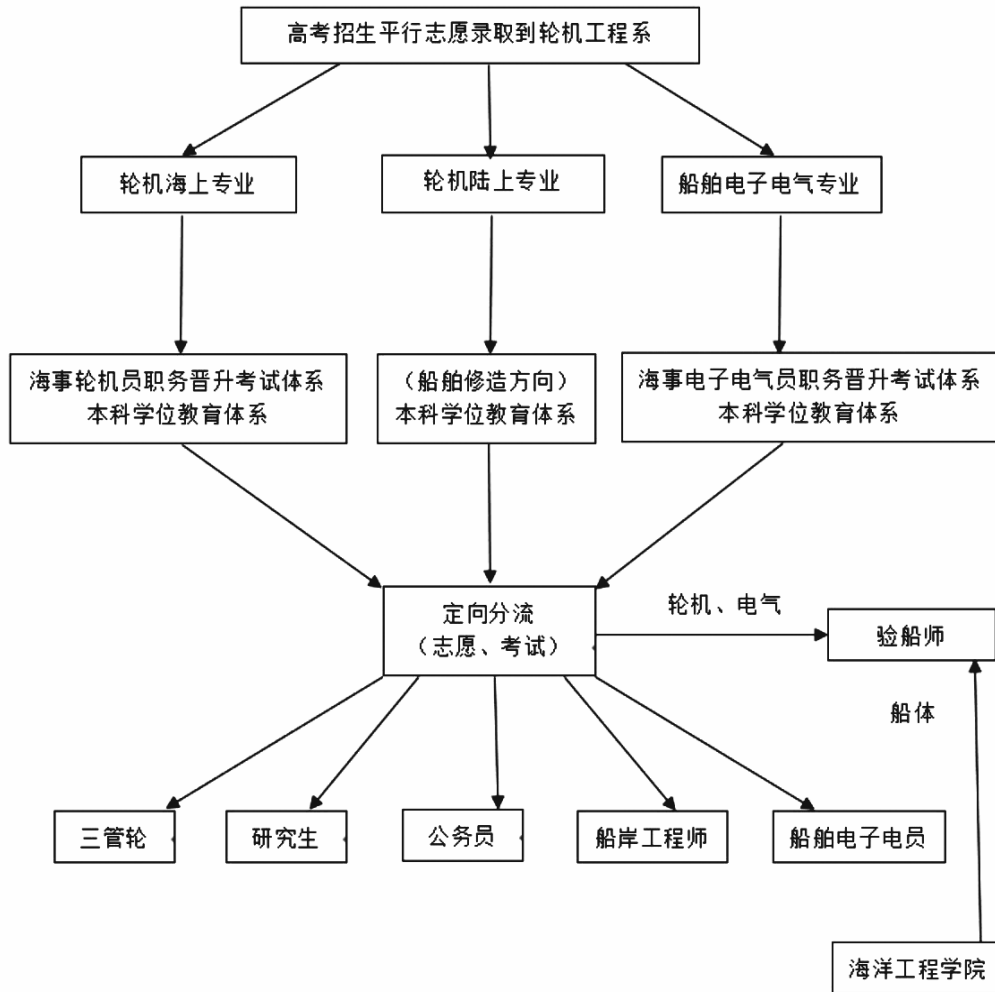 高考招生平行志愿录取到轮机工程系
轮机海上专业
轮机陆上专业
船舶电子电气专业
海事轮机员职务晋升考试体系
本科学位教育体系
（船舶修造方向）
本科学位教育体系
海事电子电气员职务晋升考试体系
本科学位教育体系
定向分流
（志愿、考试）
轮机、电气
验船师
船体
三管轮
研究生
公务员
船岸工程师
船舶电子电员
海洋工程学院